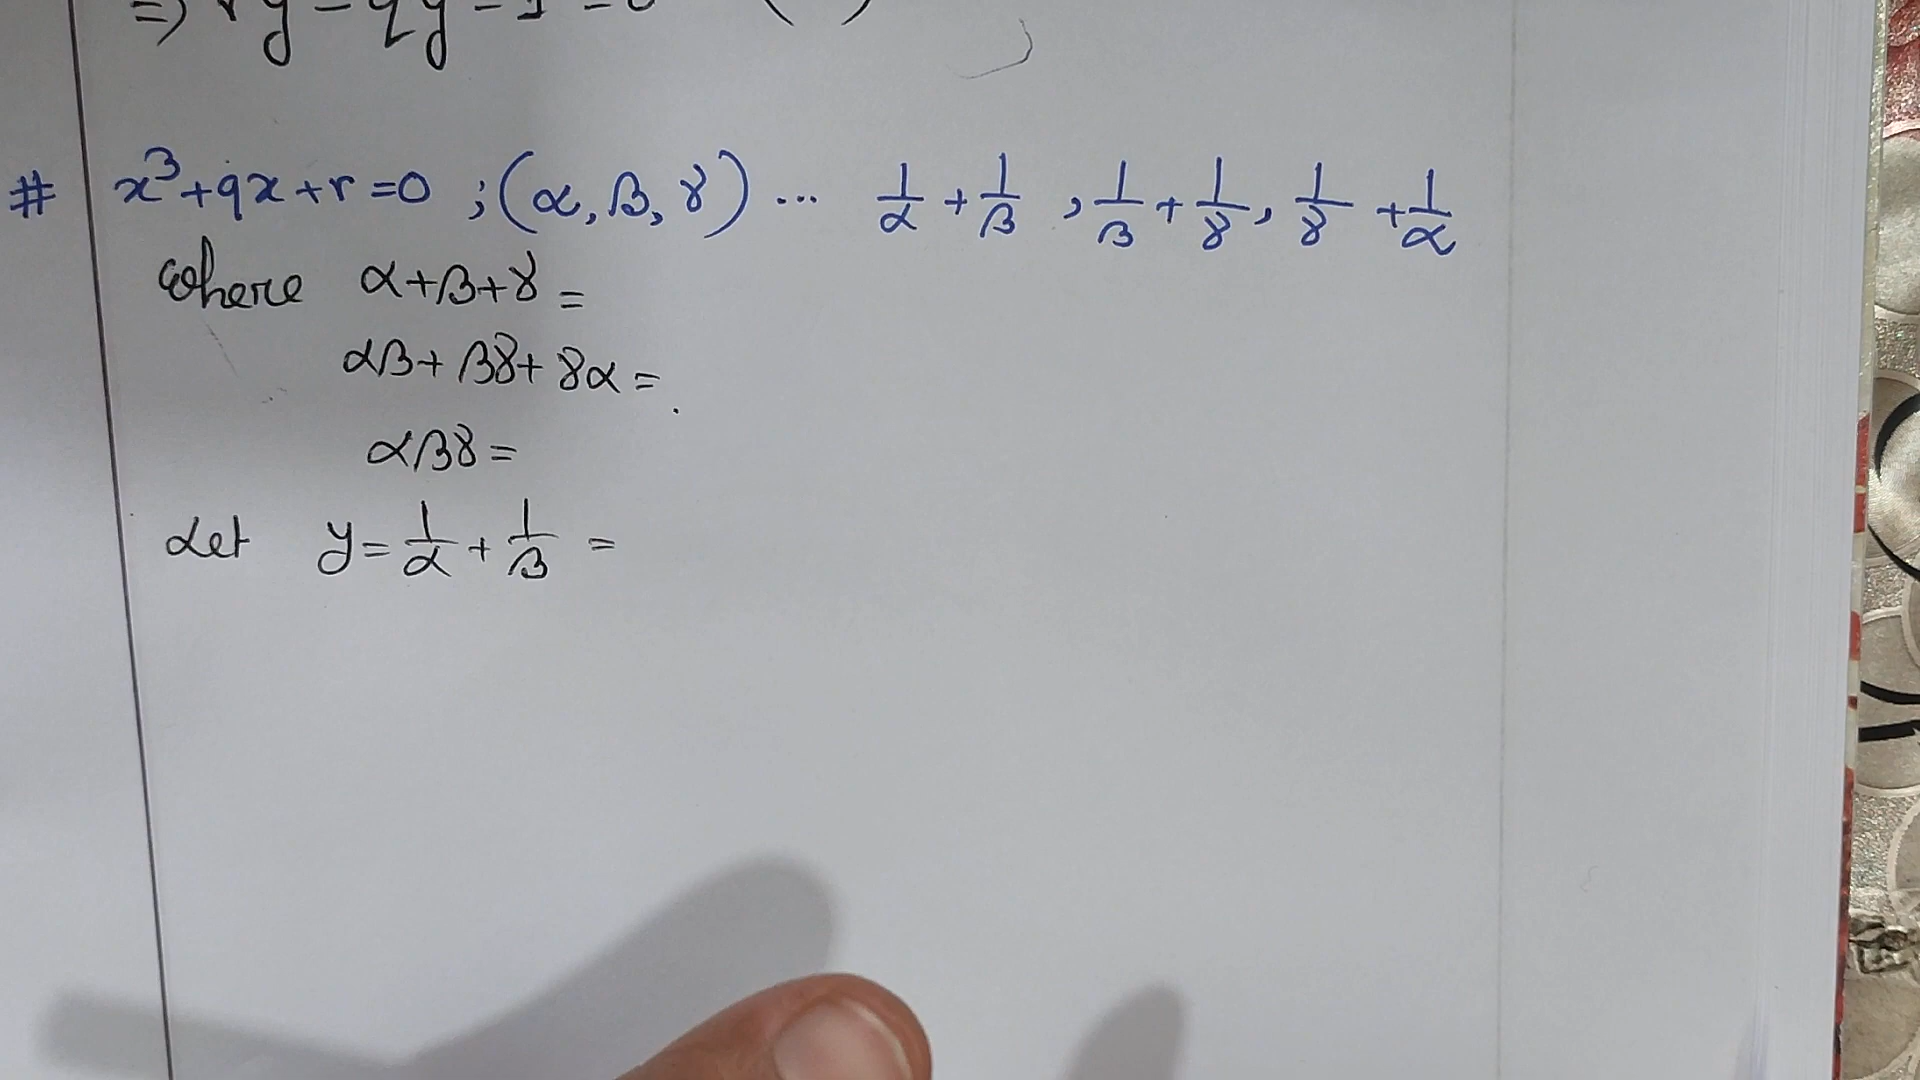 # x³+qx+r=0 ; (α, β, γ) ... 1/α + 1/β , 1/β + 1/γ , 1/γ + 1/α
where α+β+γ =
αβ+ βγ+ γα =
αβγ =
Let y= 1/α + 1/β =